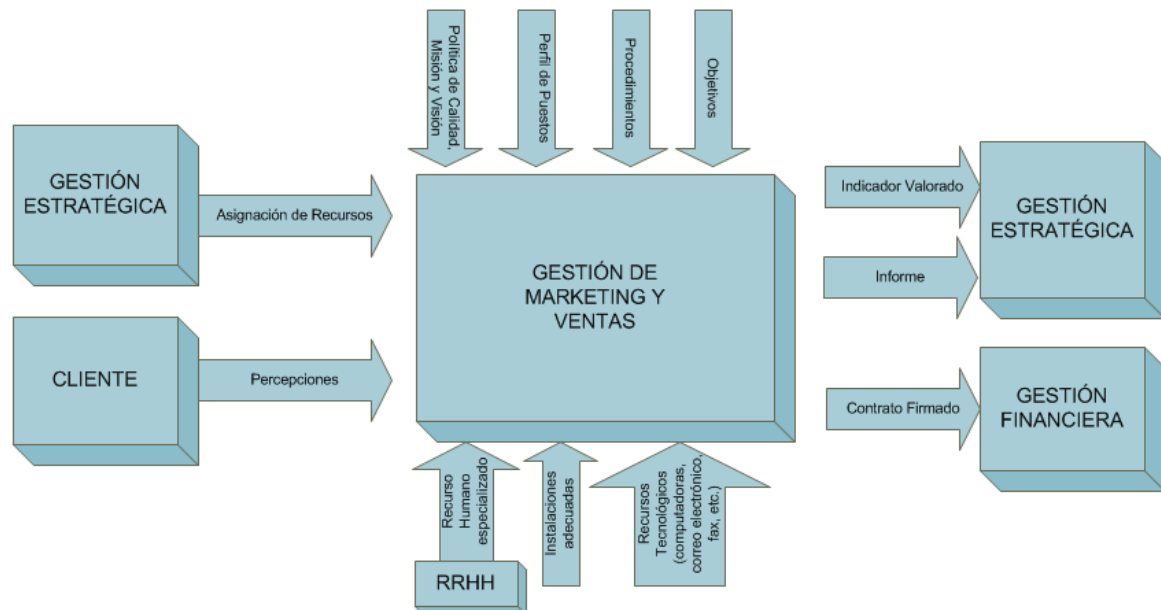 Política de Calidad,
Misión y Visión
Perfil de Puestos
Procedimientos
Objetivos
GESTIÓN
ESTRATÉGICA
Asignación de Recursos
CLIENTE
Percepciones
GESTIÓN DE
MARKETING Y
VENTAS
Indicador Valorado
Informe
GESTIÓN
ESTRATÉGICA
Contrato Firmado
GESTIÓN
FINANCIERA
Recurso
Humano
especializado
RRHH
Instalaciones
adecuadas
Recursos
Tecnológicos
(computadoras,
correo electrónico,
fax, etc.)